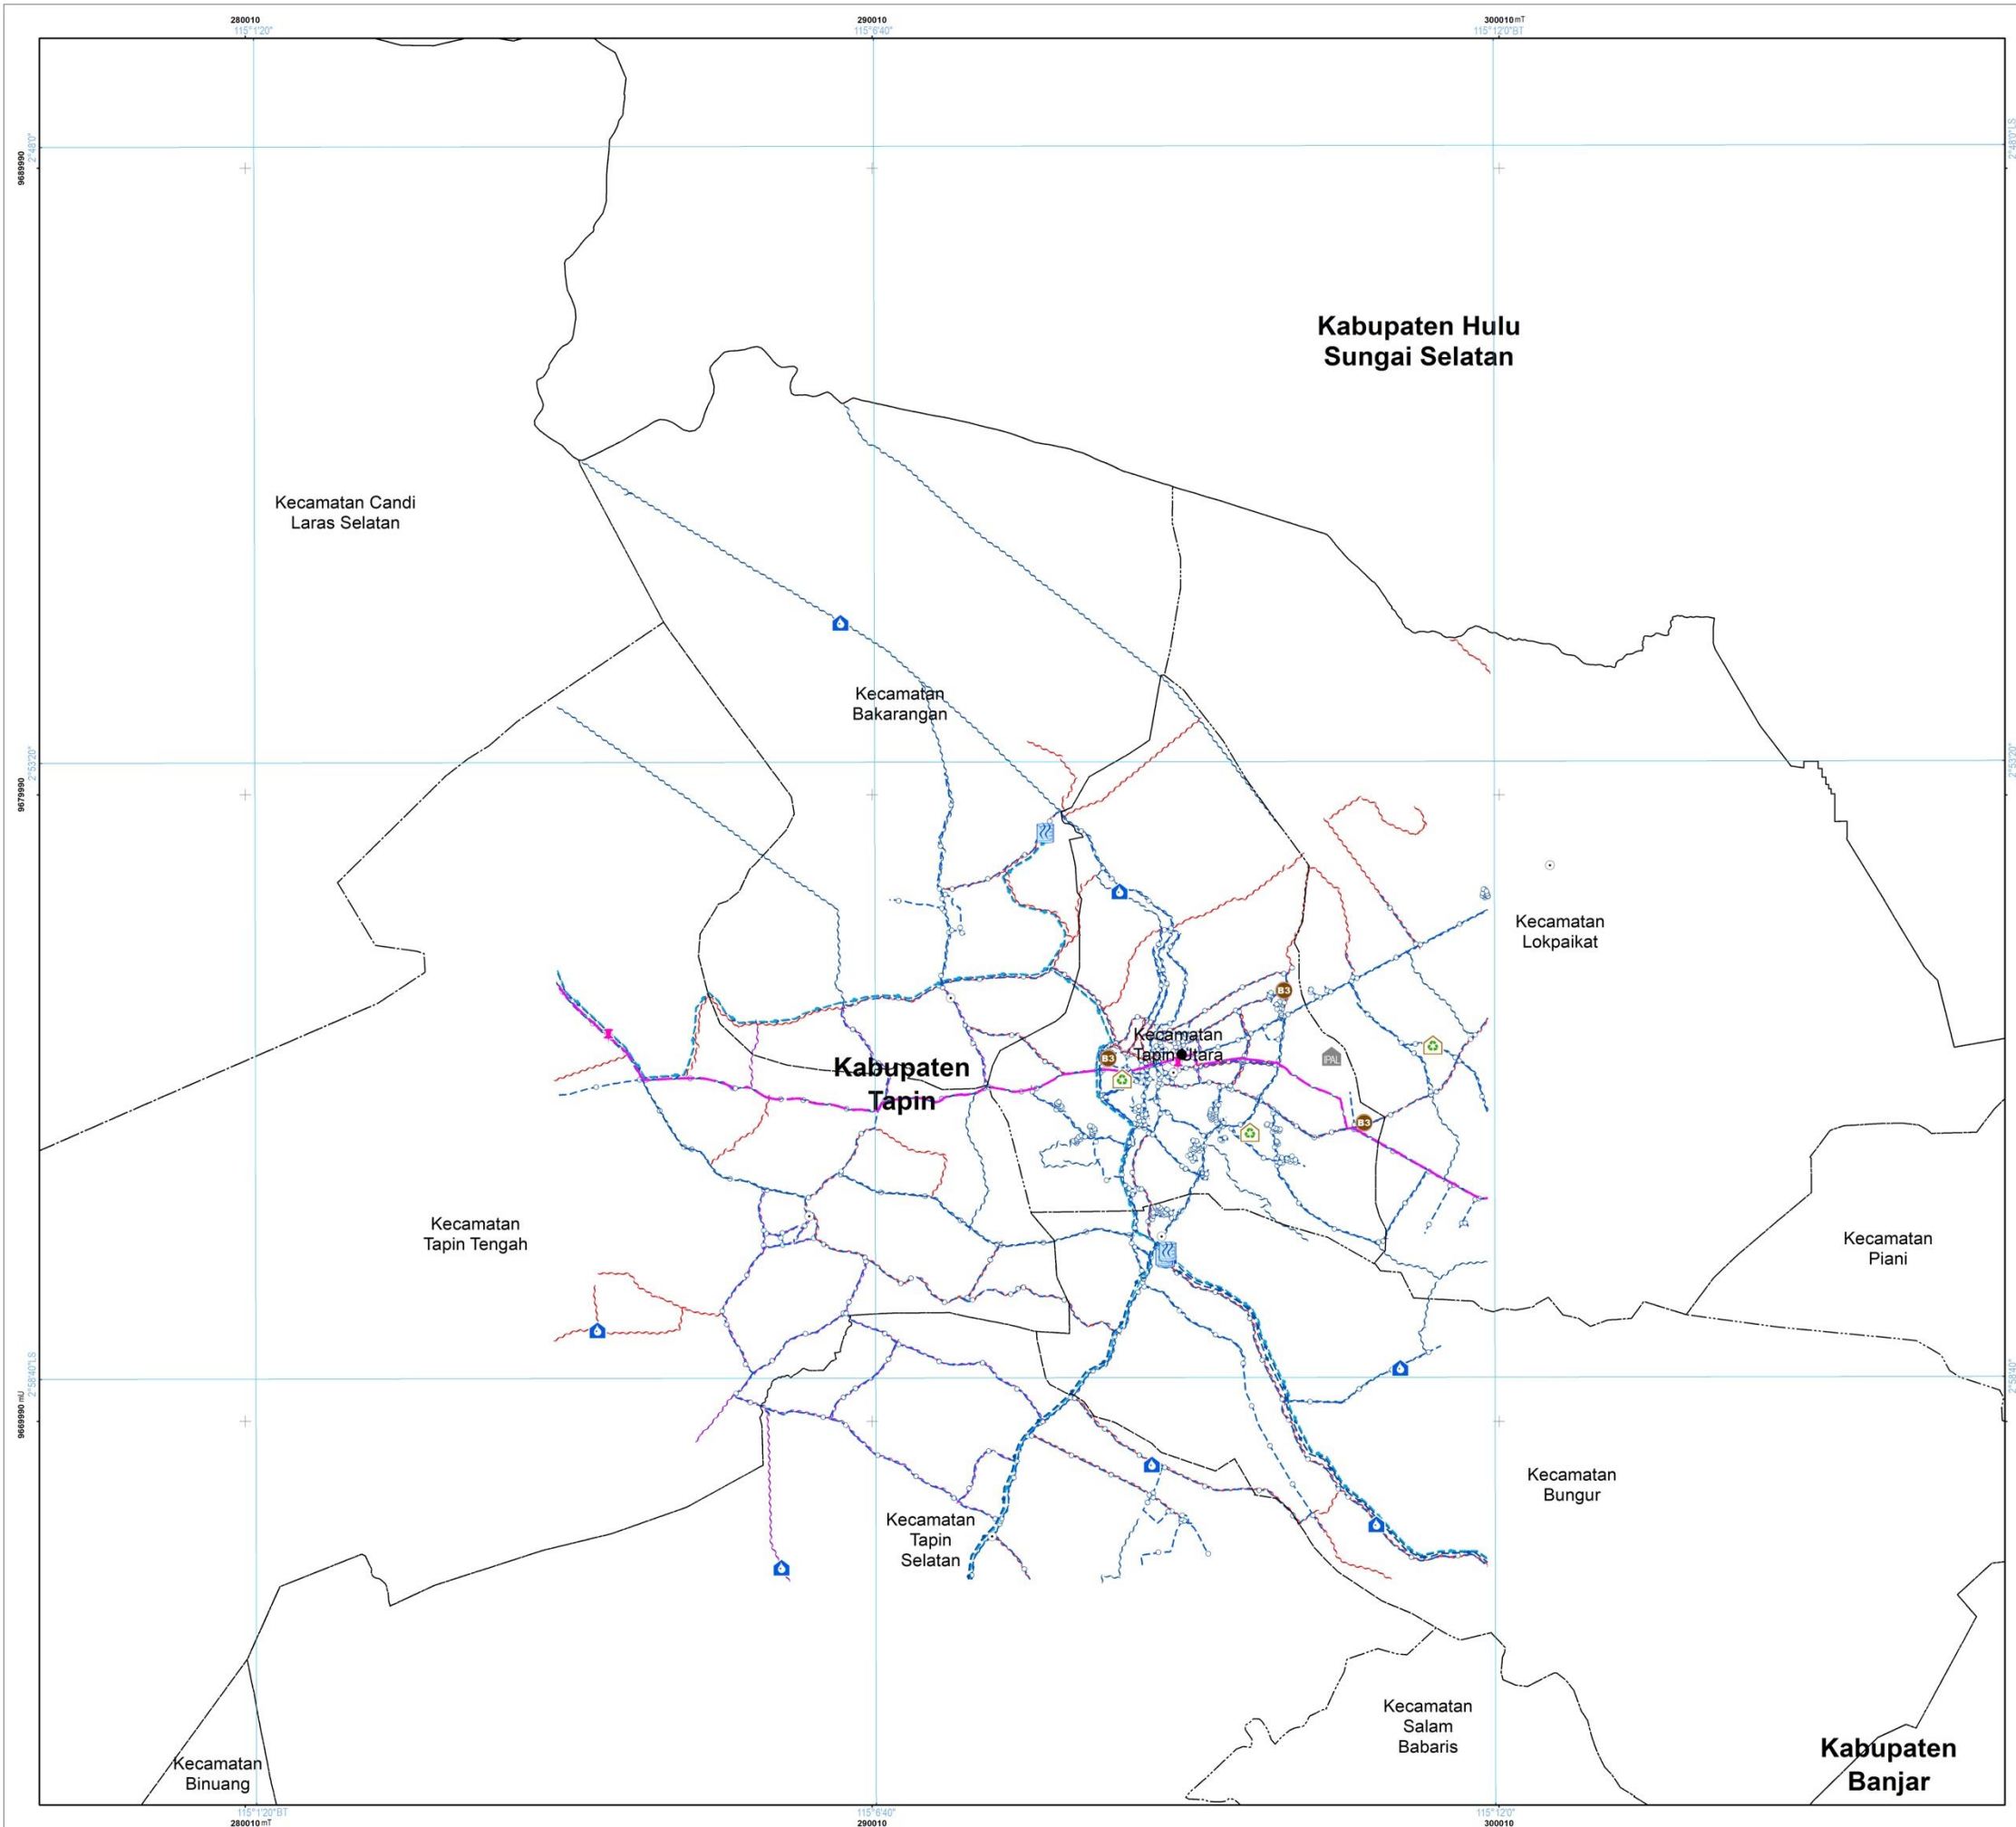 280010
290010
300010 mT
115°1'20"
115°6'40"
115°12'0"BT
2°48'0"
2°48'0"LS
9689990
Kabupaten Hulu
Sungai Selatan
Kecamatan Candi
Laras Selatan
Kecamatan
Bakarangan
2°53'20"
2°53'20"
9679990
Kecamatan
Lokpaikat
B3
Kecamatan
Tapin Utara
B3
IPAL
Kabupaten
Tapin
B3
Kecamatan
Tapin Tengah
Kecamatan
Piani
2°58'40"LS
2°58'40"
9669990 mU
Kecamatan
Bungur
Kecamatan
Tapin
Selatan
Kecamatan
Salam
Babaris
Kabupaten
Banjar
Kecamatan
Binuang
115°1'20"BT
115°6'40"
115°12'0"
280010 mT
290010
300010